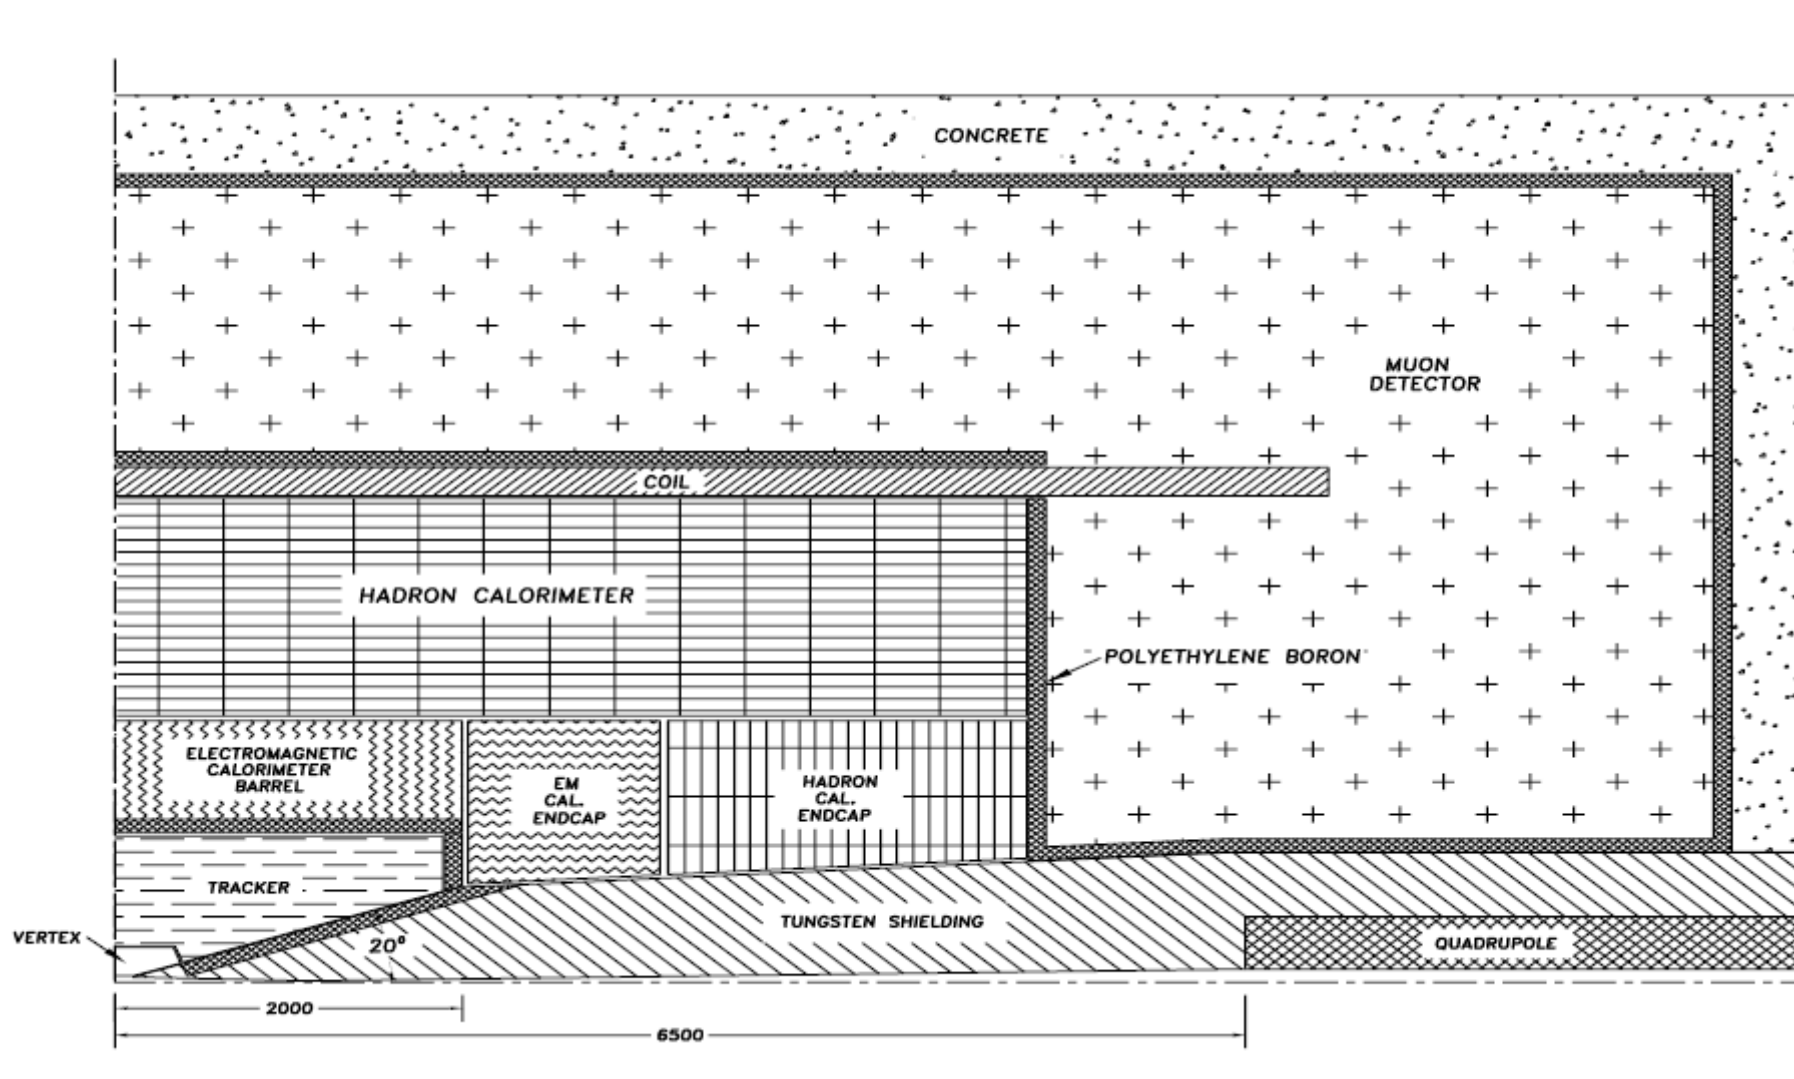 CONCRETE
MUON
DETECTOR
COIL
HADRON CALORIMETER
POLYETHYLENE BORON
ELECTROMAGNETIC
CALORIMETER
BARREL
EM
CAL.
ENDCAP
HADRON
CAL.
ENDCAP
TRACKER
TUNGSTEN SHIELDING
VERTEX
20°
QUADRUPOLE
2000
6500